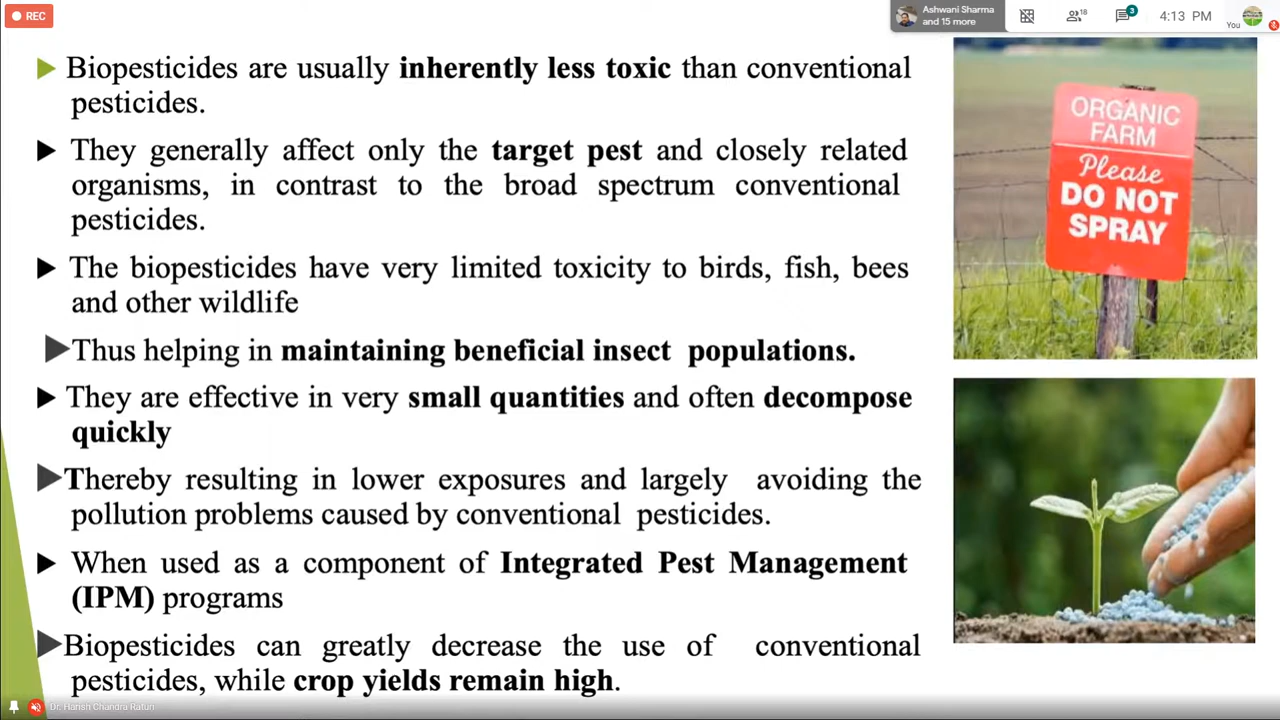 REC
Ashwani Sharma
and 15 more
18
3
4:13 PM
You
Biopesticides are usually inherently less toxic than conventional
pesticides.
They generally affect only the target pest and closely related
organisms, in contrast to the broad spectrum conventional
pesticides.
The biopesticides have very limited toxicity to birds, fish, bees
and other wildlife
Thus helping in maintaining beneficial insect populations.
They are effective in very small quantities and often decompose
quickly
Thereby resulting in lower exposures and largely avoiding the
pollution problems caused by conventional pesticides.
When used as a component of Integrated Pest Management
(IPM) programs
Biopesticides can greatly decrease the use of conventional
pesticides, while crop yields remain high.
ORGANIC
FARM
Please
DO NOT
SPRAY
Dr. Harish Chandra Raturi